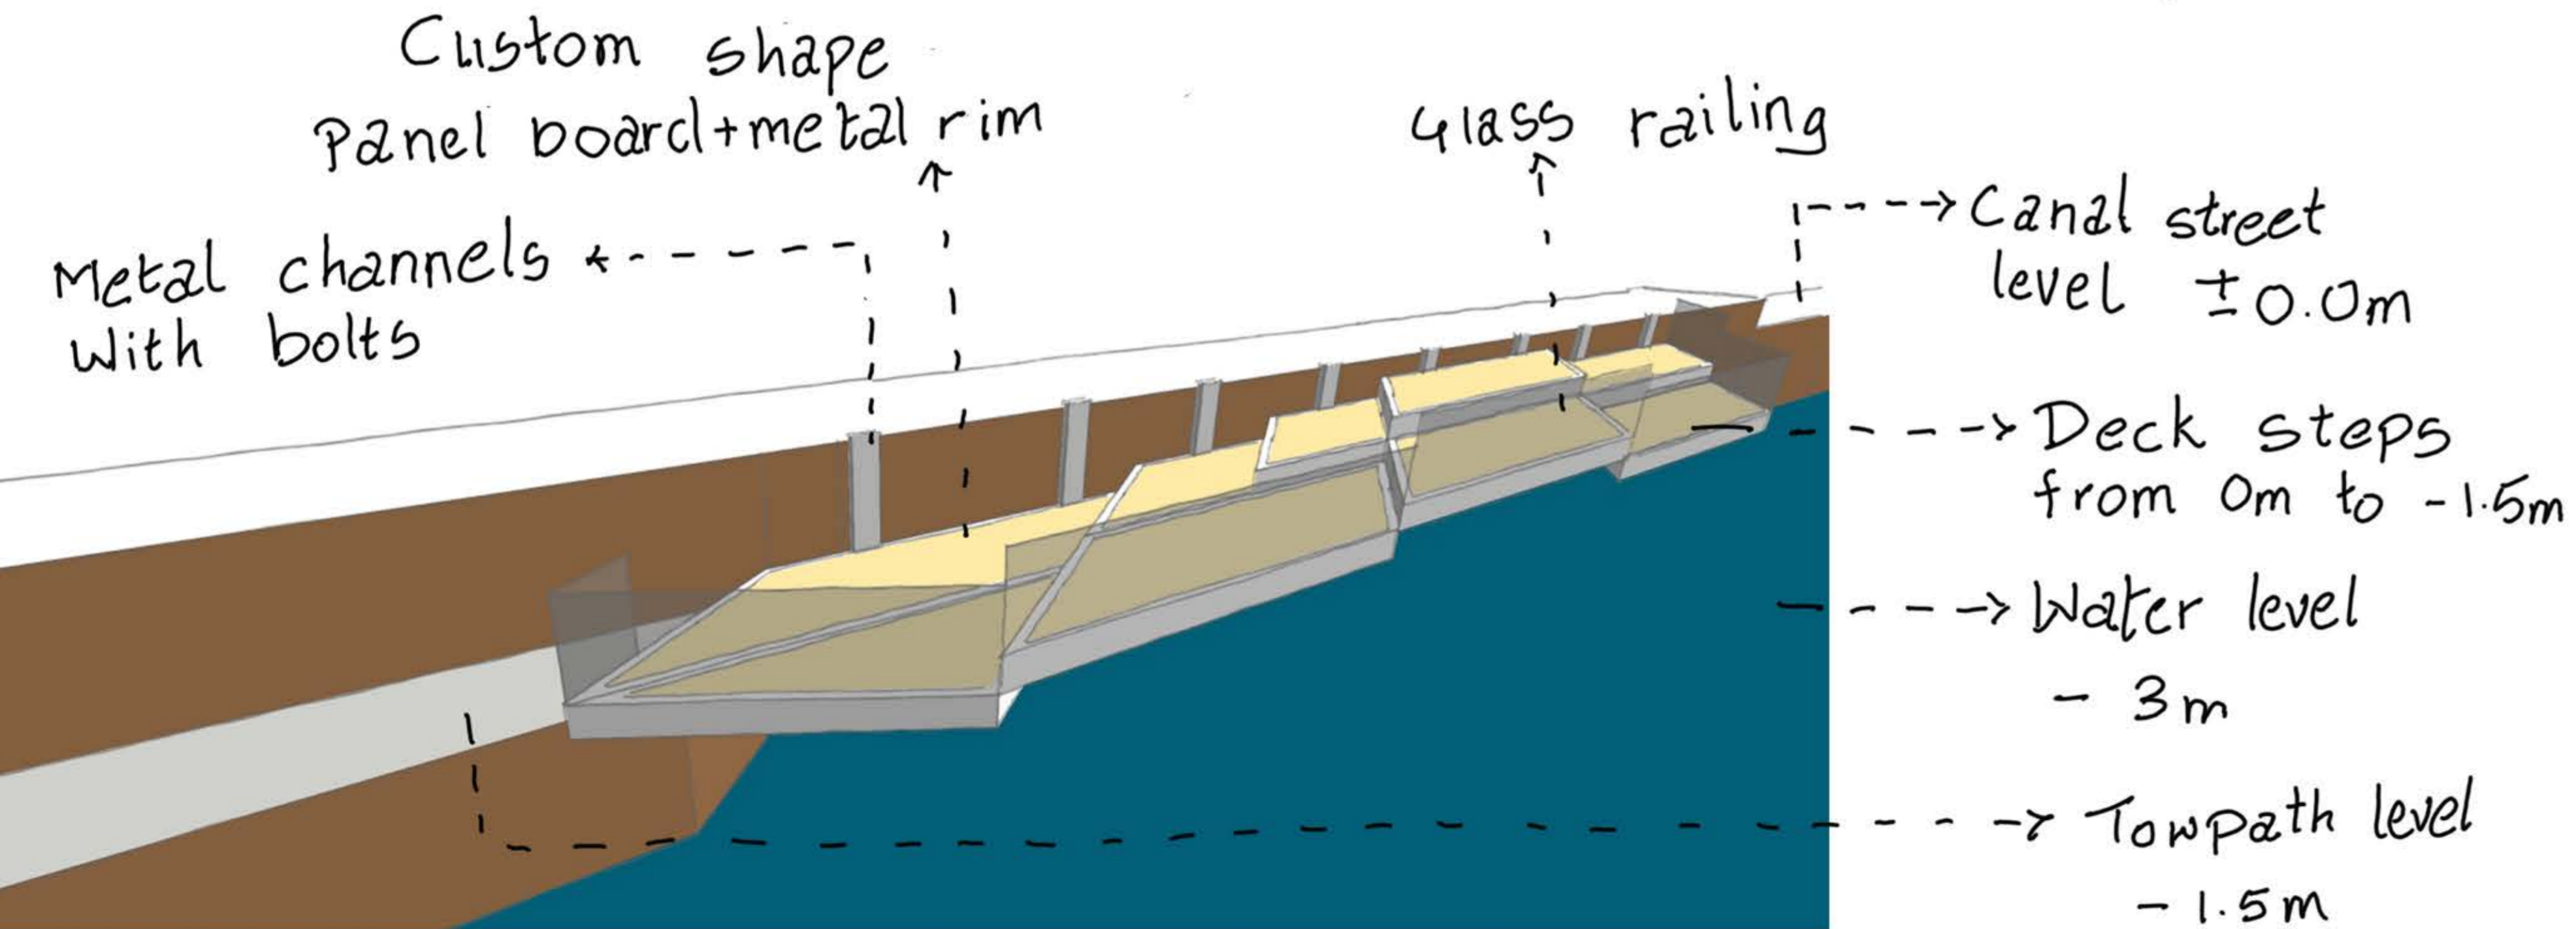 Custom shape
Panel board+metal rim
Metal channels
With bolts
Glass railing
Canal street
level ±0.0m
Deck steps
from 0m to -1.5m
Water level
- 3m
Towpath level
- 1.5m